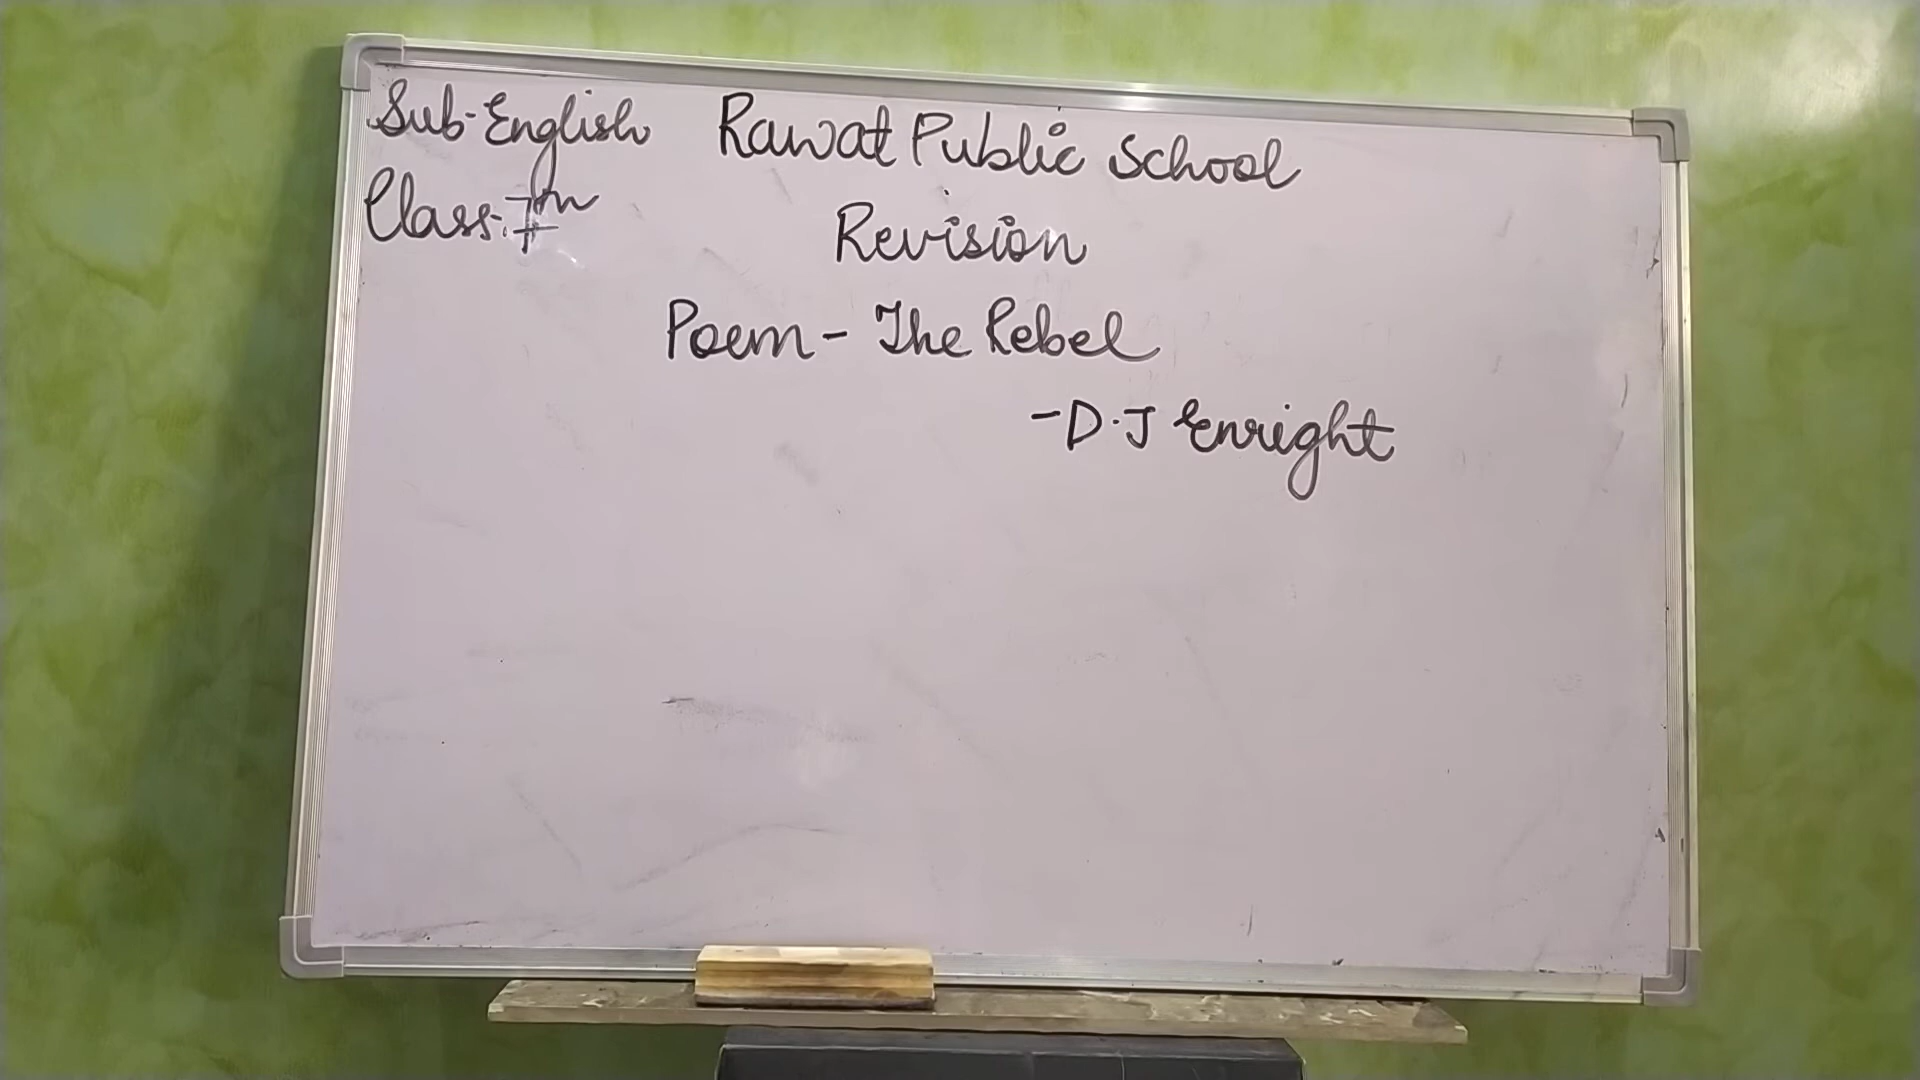 Sub-English
Class:-7th
Rawat Public School
Revision
Poem - The Rebel
-D.J Enright